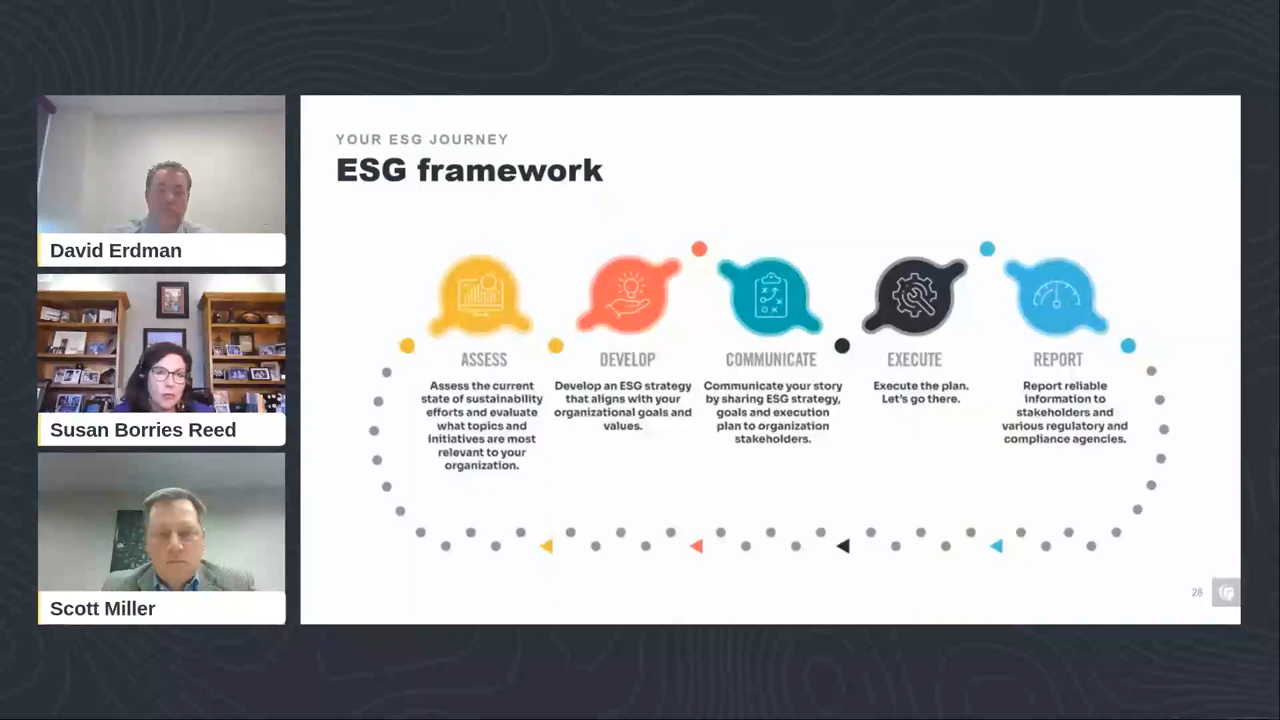 David Erdman
Susan Borries Reed
Scott Miller
YOUR ESG JOURNEY
ESG framework
ASSESS
Assess the current
state of sustainability
efforts and evaluate
what topics and
initiatives are most
relevant to your
organization.
DEVELOP
Develop an ESG strategy
that aligns with your
organizational goals and
values.
COMMUNICATE
Communicate your story
by sharing ESG strategy,
goals and execution
plan to organization
stakeholders.
EXECUTE
Execute the plan.
Let's go there.
REPORT
Report reliable
information to
stakeholders and
various regulatory and
compliance agencies.
28